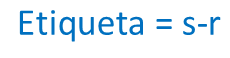 Etiqueta = s-r